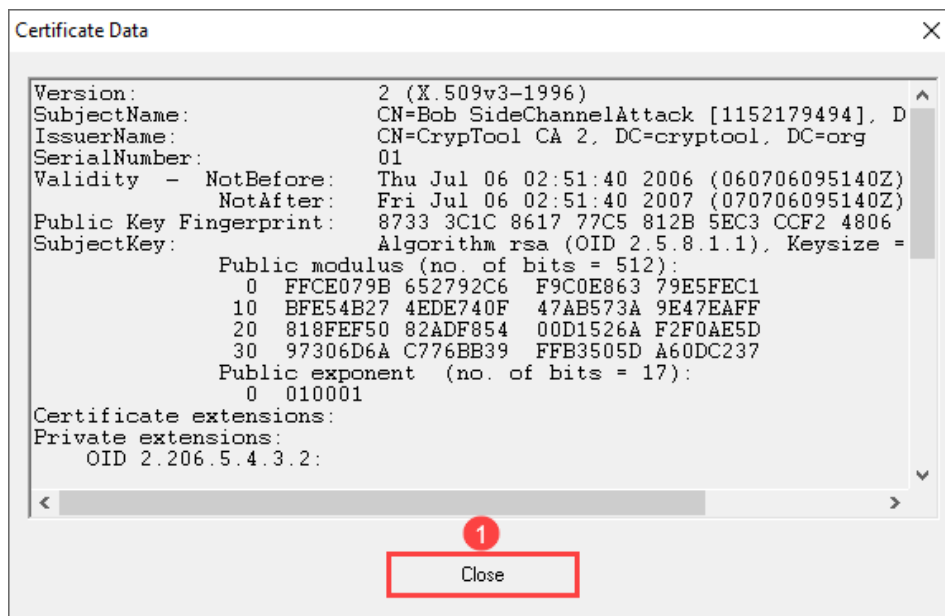 Certificate Data
Version: 2 (X.509v3-1996)
SubjectName: CN=Bob SideChannelAttack [1152179494], D
IssuerName: CN=CrypTool CA 2, DC=cryptool, DC=org
SerialNumber: 01
Validity - NotBefore: Thu Jul 06 02:51:40 2006 (060706095140Z)
NotAfter: Fri Jul 06 02:51:40 2007 (070706095140Z)
Public Key Fingerprint: 8733 3C1C 8617 77C5 812B 5EC3 CCF2 4806
SubjectKey: Algorithm rsa (OID 2.5.8.1.1), Keysize =
Public modulus (no. of bits = 512):
0 FFCE079B 652792C6 F9C0E863 79E5FEC1
10 BFE54B27 4EDE740F 47AB573A 9E47EAFF
20 818FEF50 82ADF854 00D1526A F2F0AE5D
30 97306D6A C776BB39 FFB3505D A60DC237
Public exponent (no. of bits = 17):
0 010001
Certificate extensions:
Private extensions:
OID 2.206.5.4.3.2:
1
Close